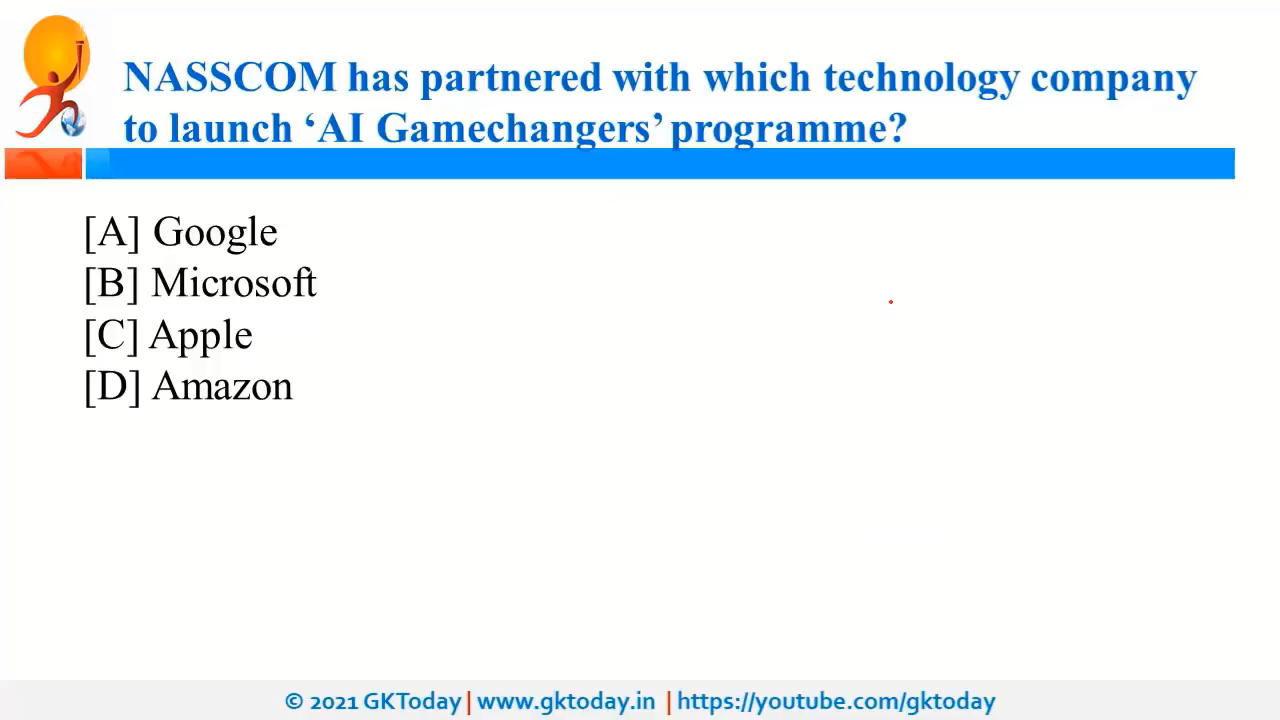 NASSCOM has partnered with which technology company
to launch ‘AI Gamechangers’ programme?
[A] Google
[B] Microsoft
[C] Apple
[D] Amazon
© 2021 GKToday | www.gktoday.in | https://youtube.com/gktoday